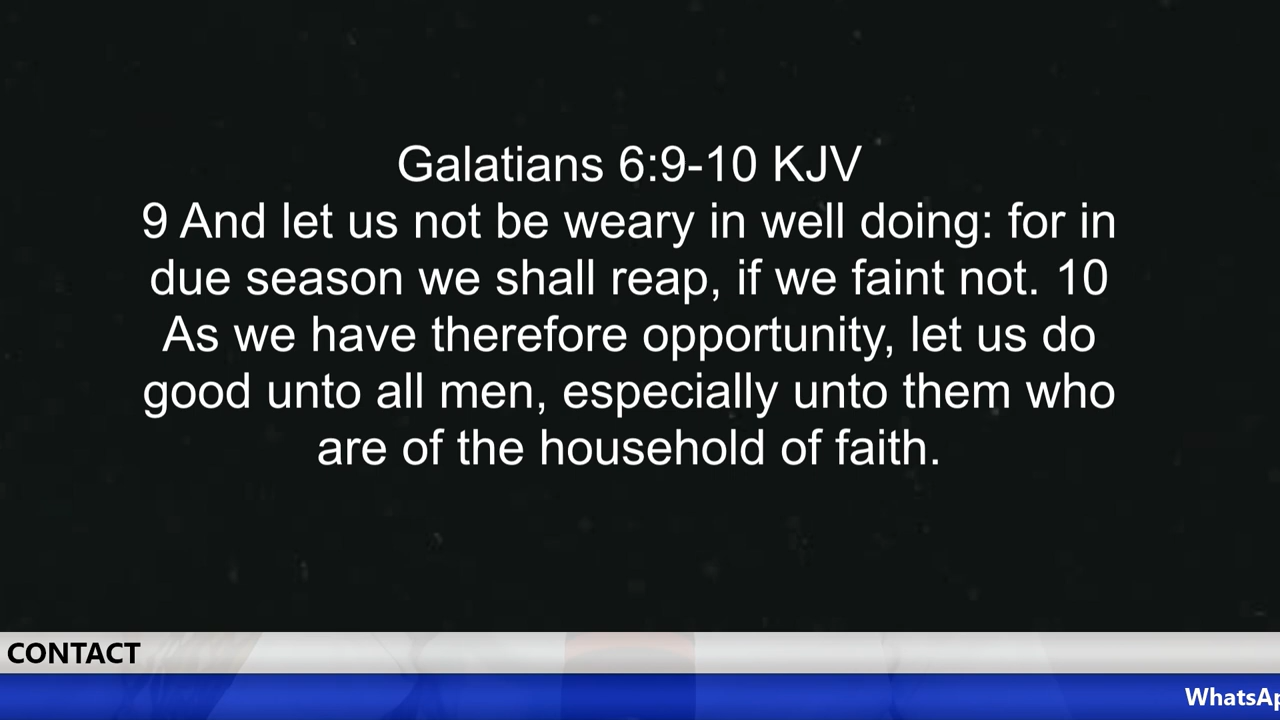 Galatians 6:9-10 KJV
9 And let us not be weary in well doing: for in
due season we shall reap, if we faint not. 10
As we have therefore opportunity, let us do
good unto all men, especially unto them who
are of the household of faith.
CONTACT